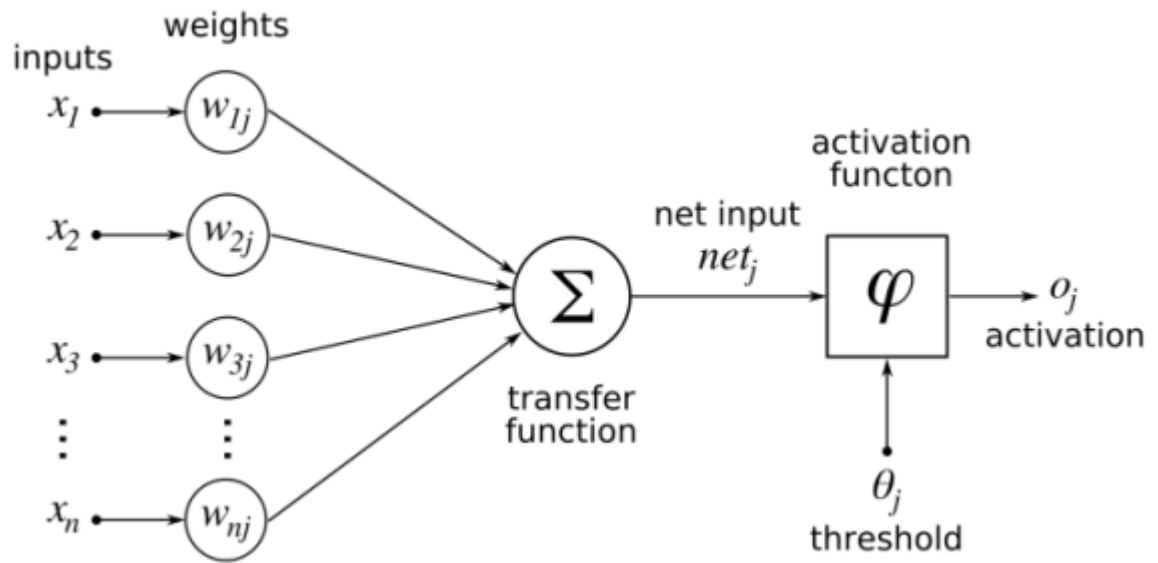 weights
inputs
x1
w1j
x2
w2j
x3
w3j
⋮ ⋮
xn
wnj
Σ
transfer
function
net input
netj
activation
functon
φ
oj
activation
θj
threshold